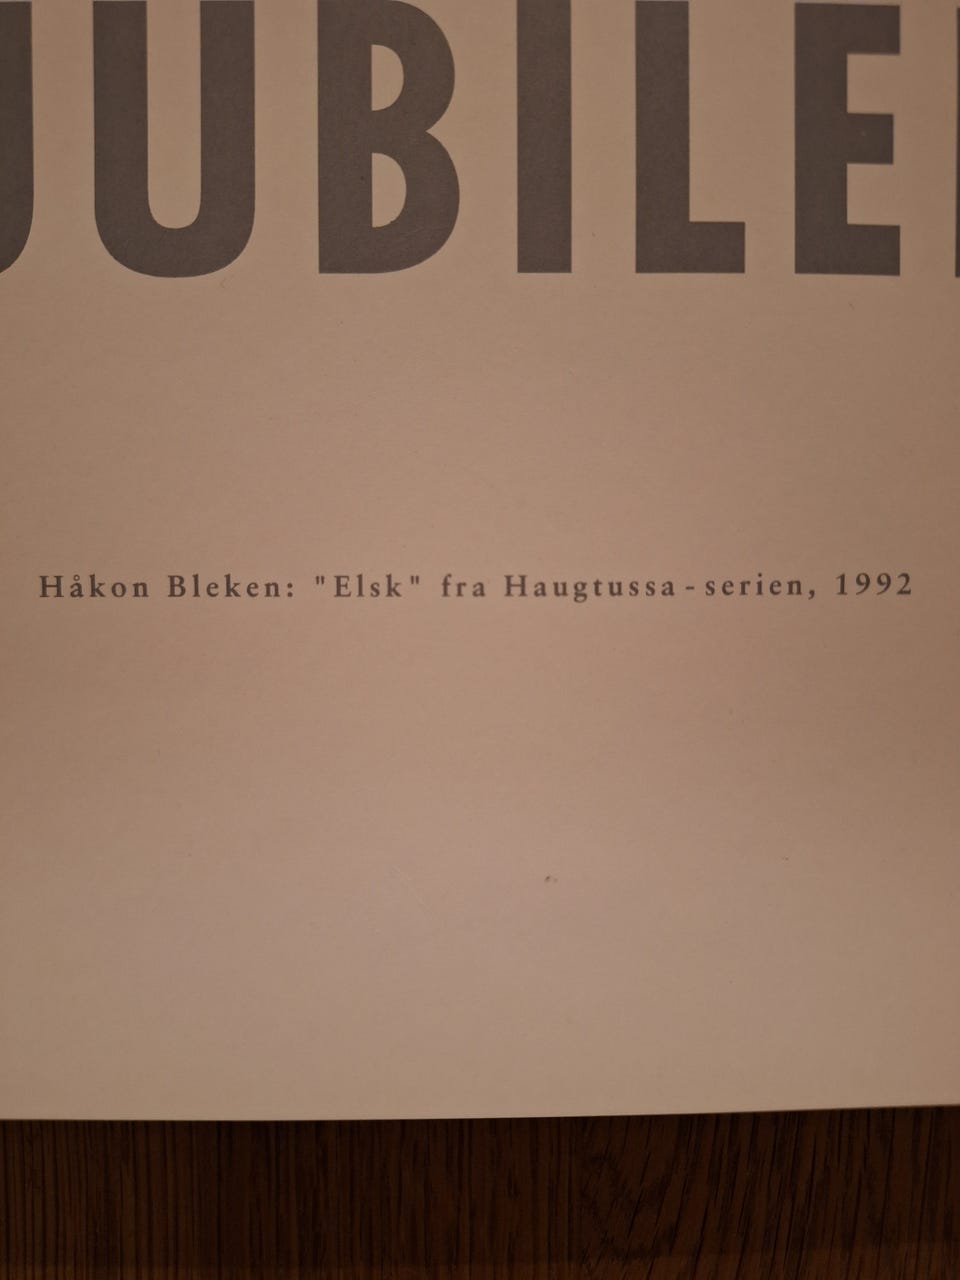 JUBILE
Håkon Bleken: "Elsk" fra Haugtussa-serien, 1992